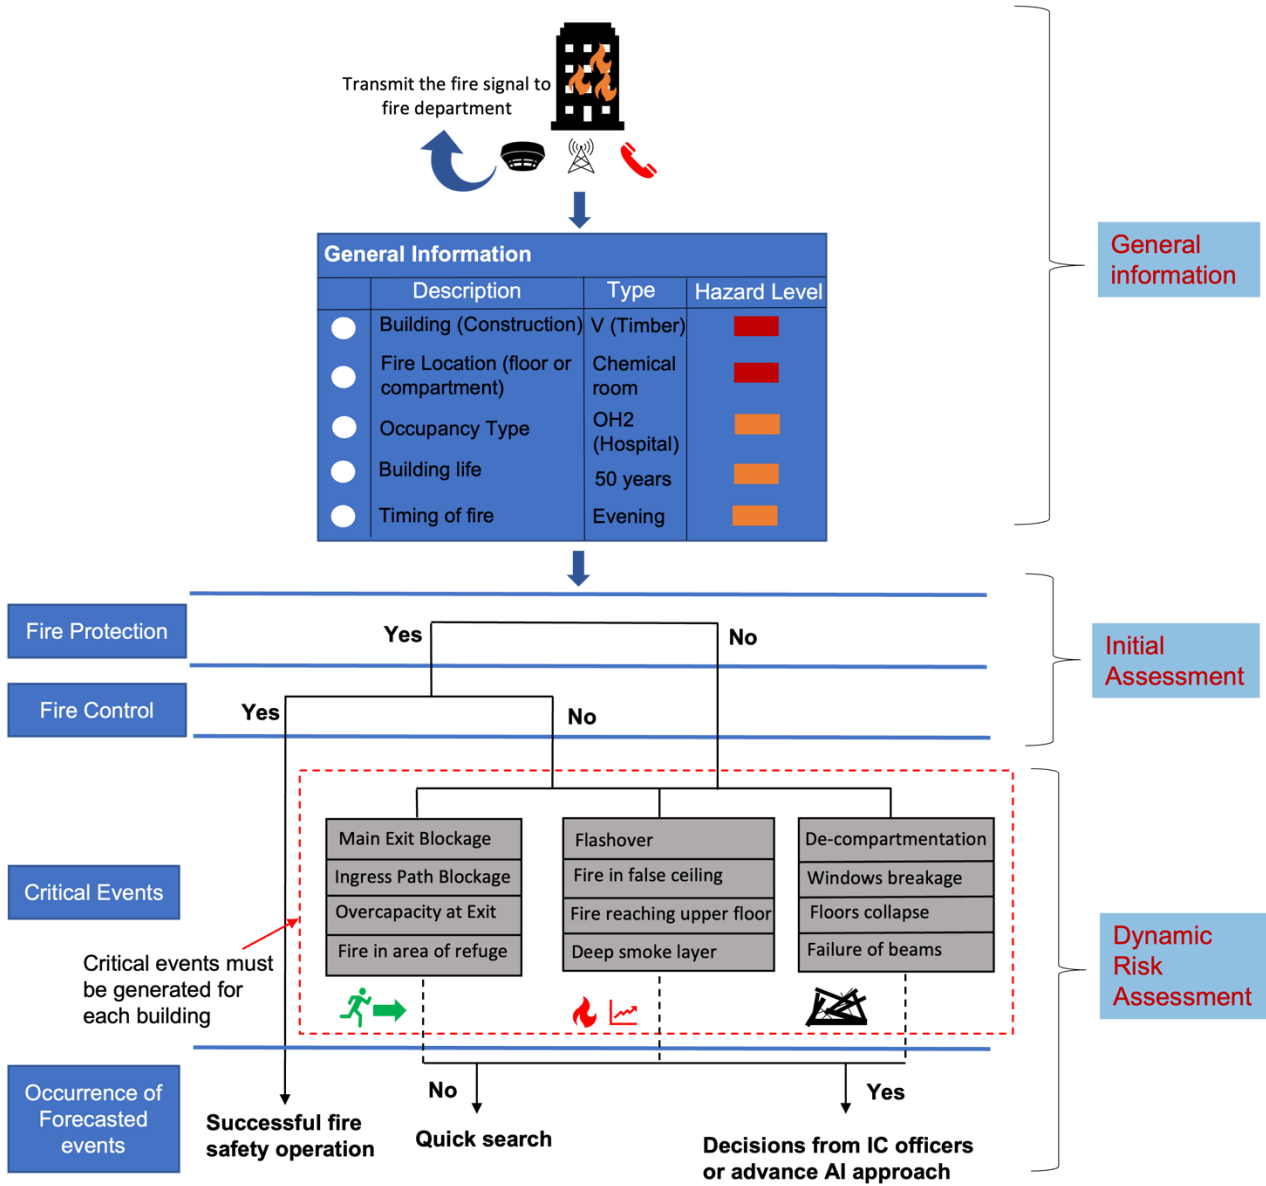 Transmit the fire signal to
fire department
General Information
Description
Type
Hazard Level
Building (Construction)
V (Timber)
Fire Location (floor or
compartment)
Chemical
room
Occupancy Type
OH2
(Hospital)
Building life
50 years
Timing of fire
Evening
General
information
Fire Protection
Yes
No
Fire Control
Yes
No
Initial
Assessment
Critical Events
Main Exit Blockage
Ingress Path Blockage
Overcapacity at Exit
Fire in area of refuge
Flashover
Fire in false ceiling
Fire reaching upper floor
Deep smoke layer
De-compartmentation
Windows breakage
Floors collapse
Failure of beams
Critical events must
be generated for
each building
Dynamic
Risk
Assessment
Occurrence of
Forecasted
events
No
Yes
Successful fire
safety operation
Quick search
Decisions from IC officers
or advance AI approach